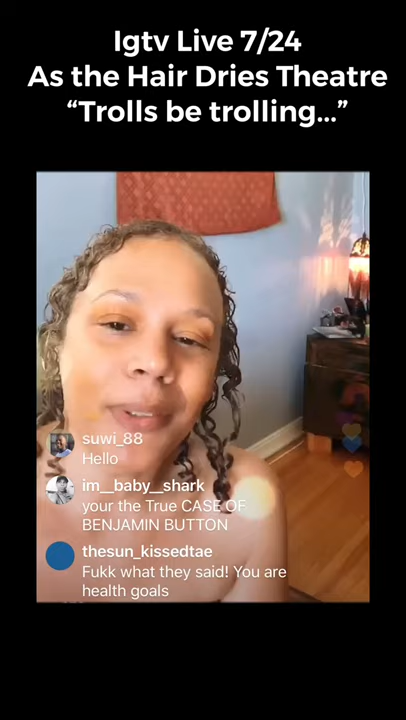 Igtv Live 7/24
As the Hair Dries Theatre
“Trolls be trolling...”
suwi_88
Hello
im__baby__shark
your the True CASE OF
BENJAMIN BUTTON
thesun_kissedtae
Fukk what they said! You are
health goals